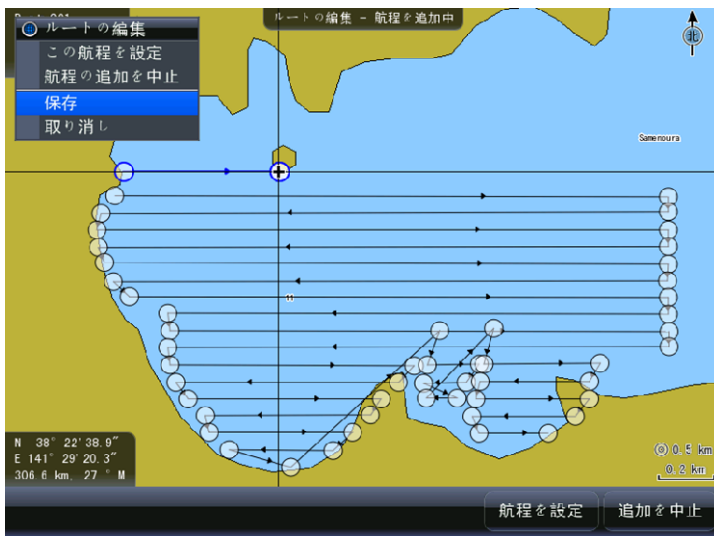 ルートの編集 - 航程を追加中
ルートの編集
この航程を設定
航程の追加を中止
保存
取り消し
北
Samenoura
11
N 38° 22'38.9"
E 141° 29'20.3"
306.6 km, 27 ° M
0.5 km
0.2 km
航程を設定
追加を中止